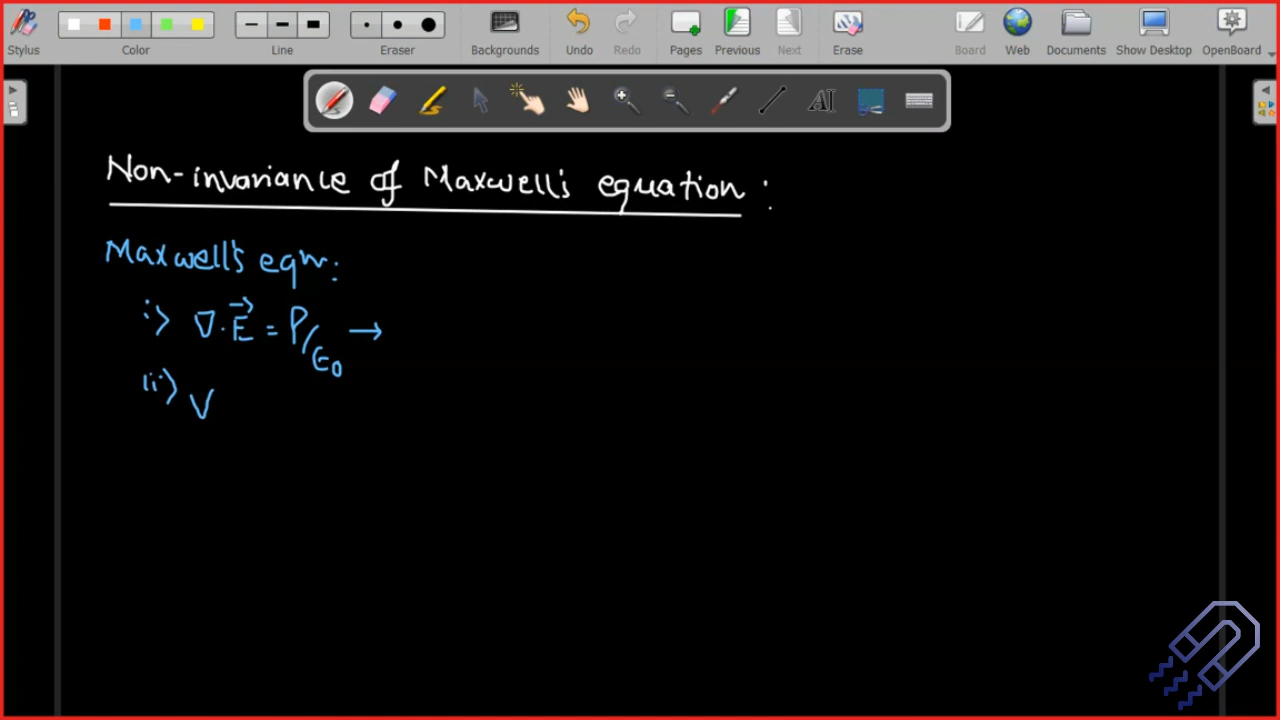 Stylus Color Line Eraser Backgrounds Undo Redo Pages Previous Next Erase Board Web Documents Show Desktop OpenBoard
Non-invariance of Maxwell's equation :
Maxwell's eqn:
i> ∇·E⃗ = ρ/ε₀ →
ii> ∇